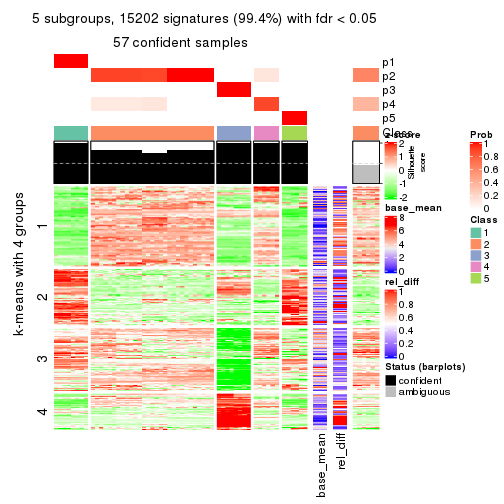 5 subgroups, 15202 signatures (99.4%) with fdr < 0.05
57 confident samples
p1
p2
p3
p4
p5
Class
Silhouette
score
k-means with 4 groups
1
2
3
4
base_mean
rel_diff
z-score
2
1
0
-1
-2
base_mean
8
6
4
2
0
rel_diff
1
0.8
0.6
0.4
0.2
0
Status (barplots)
confident
ambiguous
Prob
1
0.8
0.6
0.4
0.2
0
Class
1
2
3
4
5